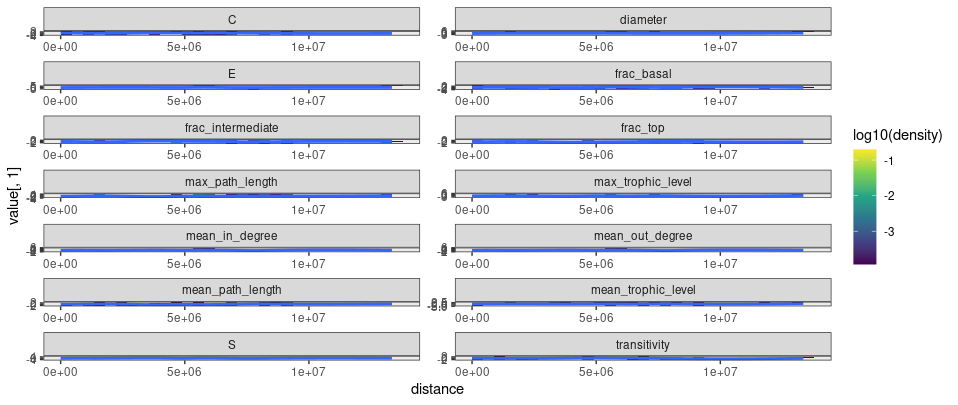 C
diameter
0e+00 5e+06 1e+07
0e+00 5e+06 1e+07
E
frac_basal
0e+00 5e+06 1e+07
0e+00 5e+06 1e+07
frac_intermediate
frac_top
0e+00 5e+06 1e+07
0e+00 5e+06 1e+07
max_path_length
max_trophic_level
0e+00 5e+06 1e+07
0e+00 5e+06 1e+07
mean_in_degree
mean_out_degree
0e+00 5e+06 1e+07
0e+00 5e+06 1e+07
mean_path_length
mean_trophic_level
0e+00 5e+06 1e+07
0e+00 5e+06 1e+07
S
transitivity
0e+00 5e+06 1e+07
0e+00 5e+06 1e+07
distance
value[, 1]
log10(density)
-1
-2
-3